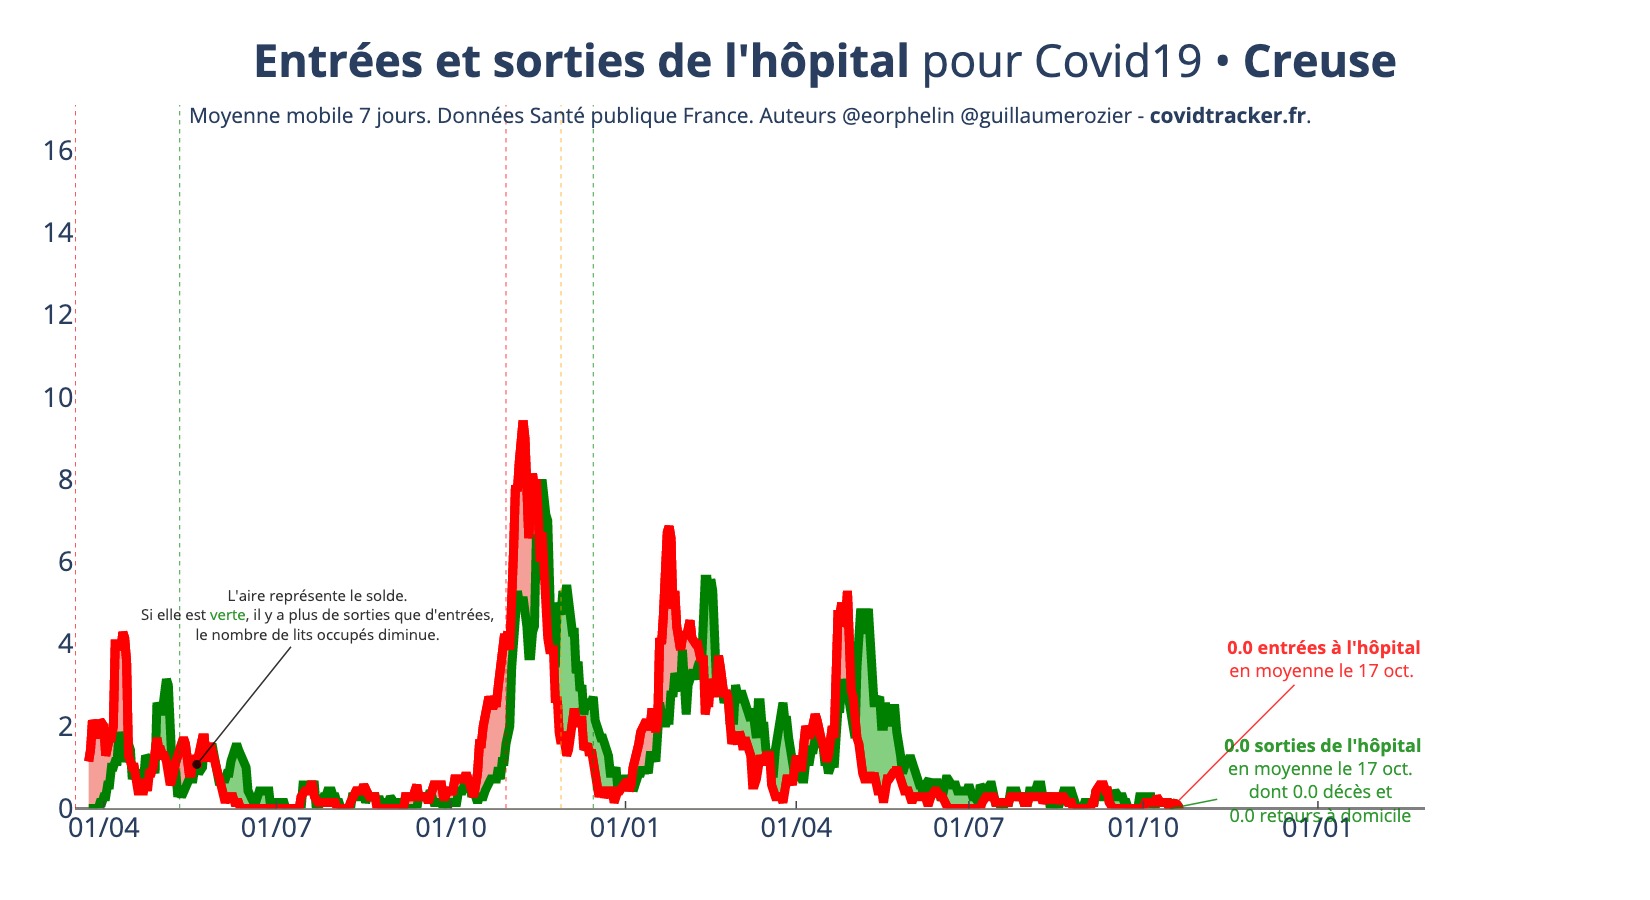 Entrées et sorties de l'hôpital pour Covid19 • Creuse
Moyenne mobile 7 jours. Données Santé publique France. Auteurs @eorphelin @guillaumerozier - covidtracker.fr.
16
14
12
10
8
6
4
2
0
L'aire représente le solde.
Si elle est verte, il y a plus de sorties que d'entrées,
le nombre de lits occupés diminue.
0.0 entrées à l'hôpital
en moyenne le 17 oct.
0.0 sorties de l'hôpital
en moyenne le 17 oct.
dont 0.0 décès et
0.0 retours à domicile
01/04 01/07 01/10 01/01 01/04 01/07 01/10 01/01